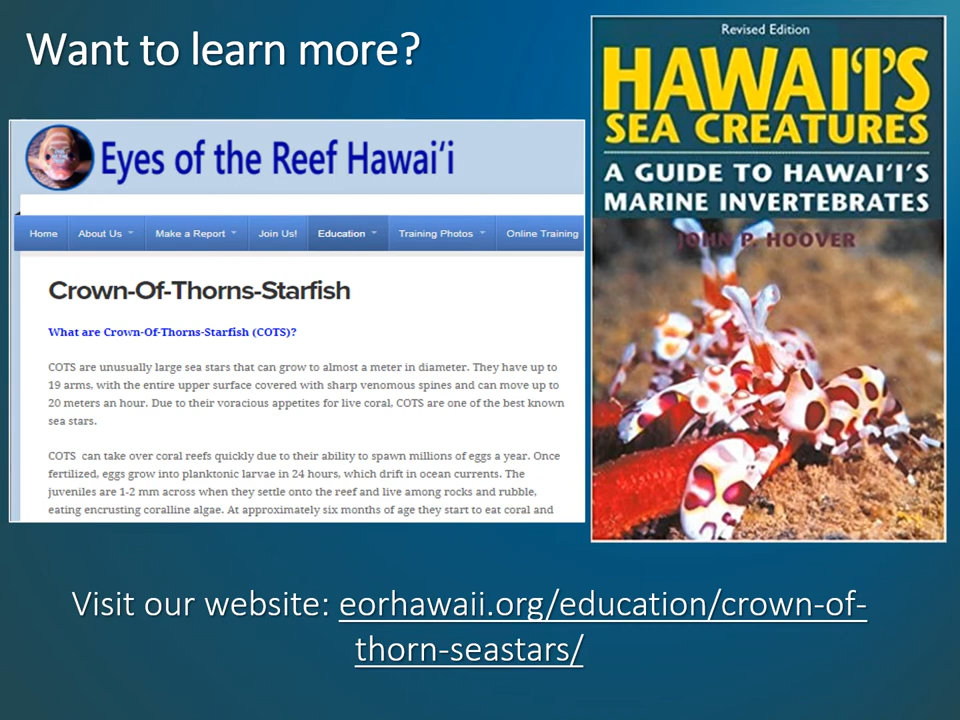 Want to learn more?
Eyes of the Reef Hawai‘i
Home About Us Make a Report Join Us! Education Training Photos Online Training
Crown-Of-Thorns-Starfish
What are Crown-Of-Thorns-Starfish (COTS)?
COTS are unusually large sea stars that can grow to almost a meter in diameter. They have up to
19 arms, with the entire upper surface covered with sharp venomous spines and can move up to
20 meters an hour. Due to their voracious appetites for live coral, COTS are one of the best known
sea stars.
COTS can take over coral reefs quickly due to their ability to spawn millions of eggs a year. Once
fertilized, eggs grow into planktonic larvae in 24 hours, which drift in ocean currents. The
juveniles are 1-2 mm across when they settle onto the reef and live among rocks and rubble,
eating encrusting coralline algae. At approximately six months of age they start to eat coral and
Revised Edition
HAWAI‘I’S
SEA CREATURES
A GUIDE TO HAWAI‘I’S
MARINE INVERTEBRATES
JOHN P. HOOVER
Visit our website: eorhawaii.org/education/crown-of-
thorn-seastars/